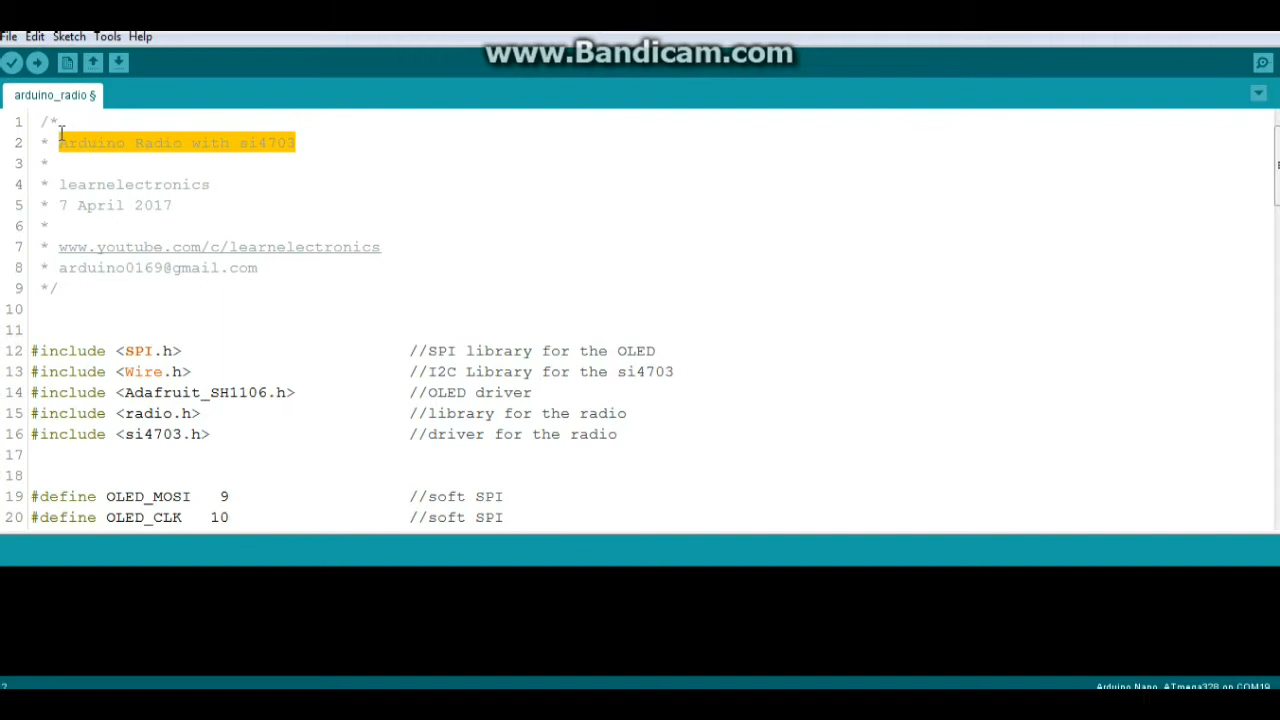 www.Bandicam.com
File Edit Sketch Tools Help
arduino_radio §
1 /*
2 * Arduino Radio with si4703
3 *
4 * learnelectronics
5 * 7 April 2017
6 *
7 * www.youtube.com/c/learnelectronics
8 * arduino0169@gmail.com
9 */
10
11
12 #include <SPI.h> //SPI library for the OLED
13 #include <Wire.h> //I2C Library for the si4703
14 #include <Adafruit_SH1106.h> //OLED driver
15 #include <radio.h> //library for the radio
16 #include <si4703.h> //driver for the radio
17
18
19 #define OLED_MOSI 9 //soft SPI
20 #define OLED_CLK 10 //soft SPI
2 Arduino Nano, ATmega328 on COM19